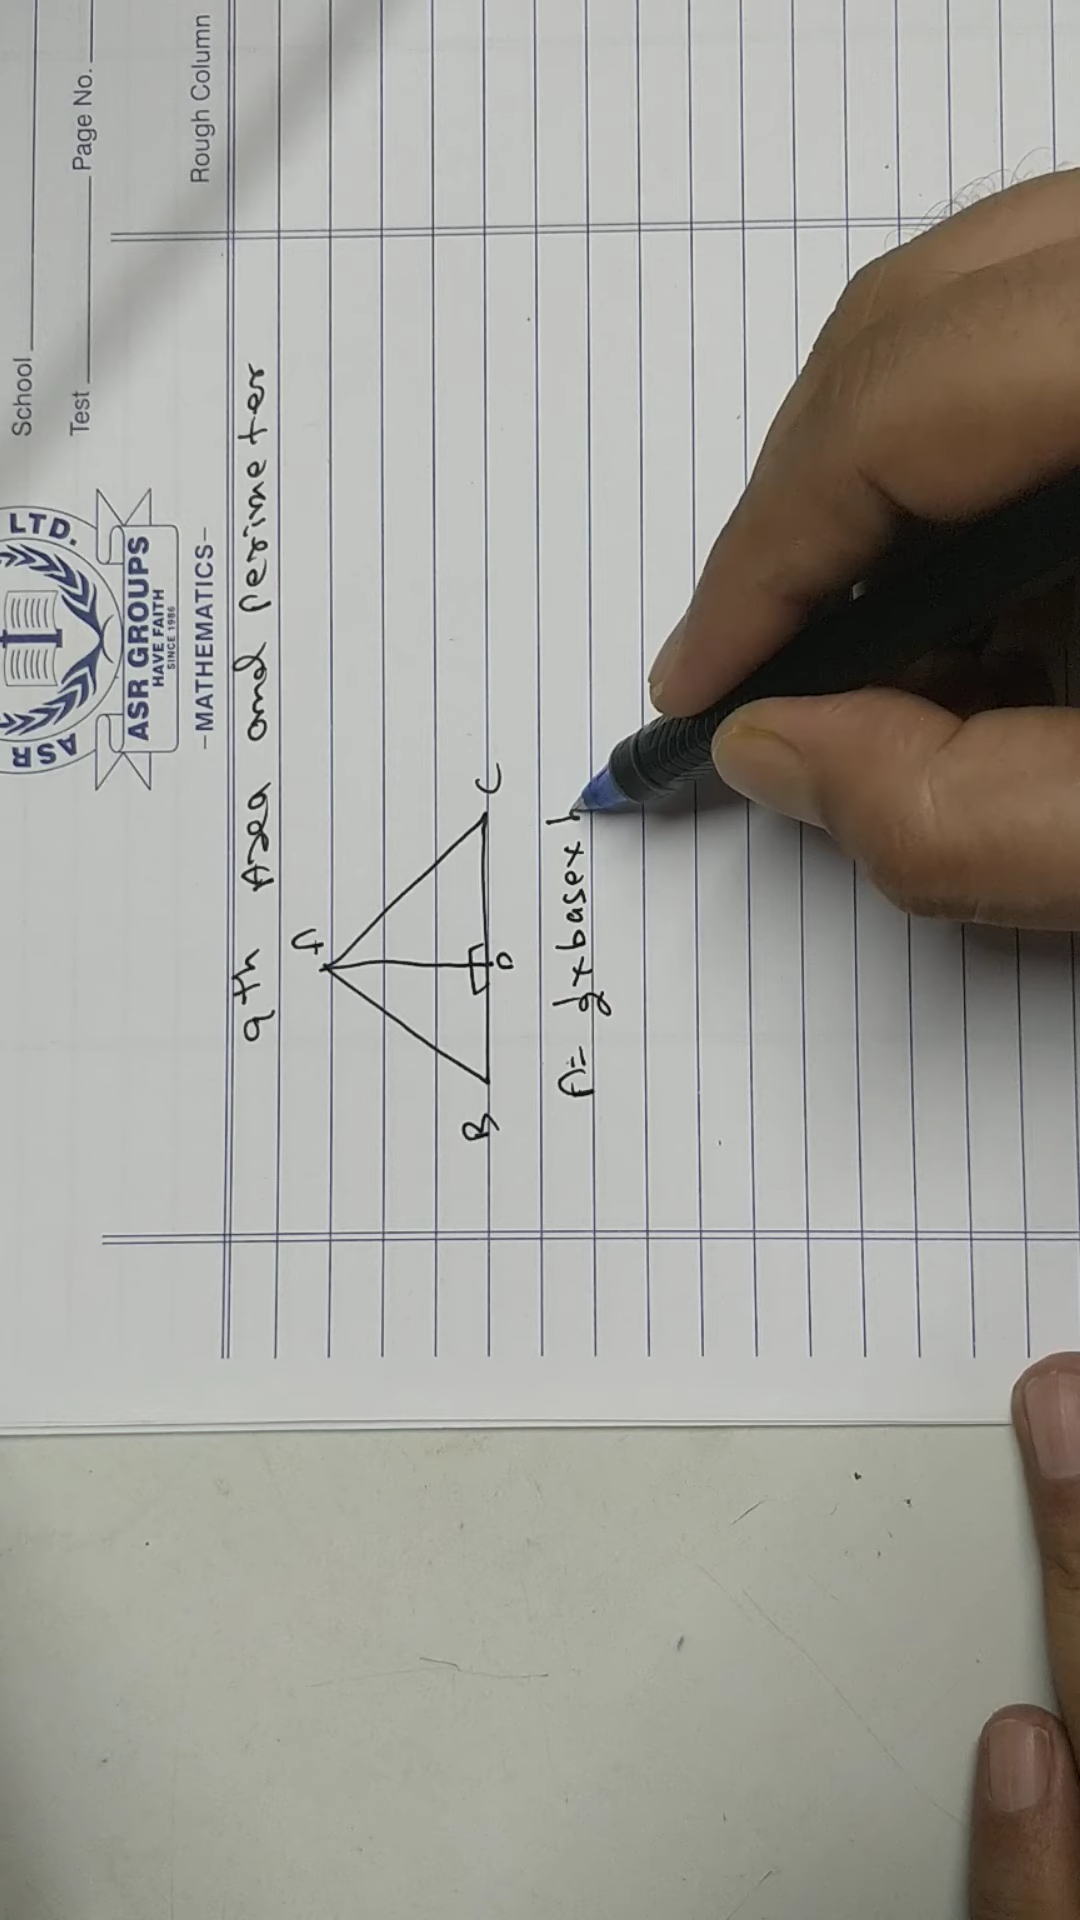 School
Test Page No.
ASR LTD.
ASR GROUPS
HAVE FAITH
SINCE 1986
-MATHEMATICS-
Rough Column
9th Area and Perimeter
A
B D C
A= ½ x base x h